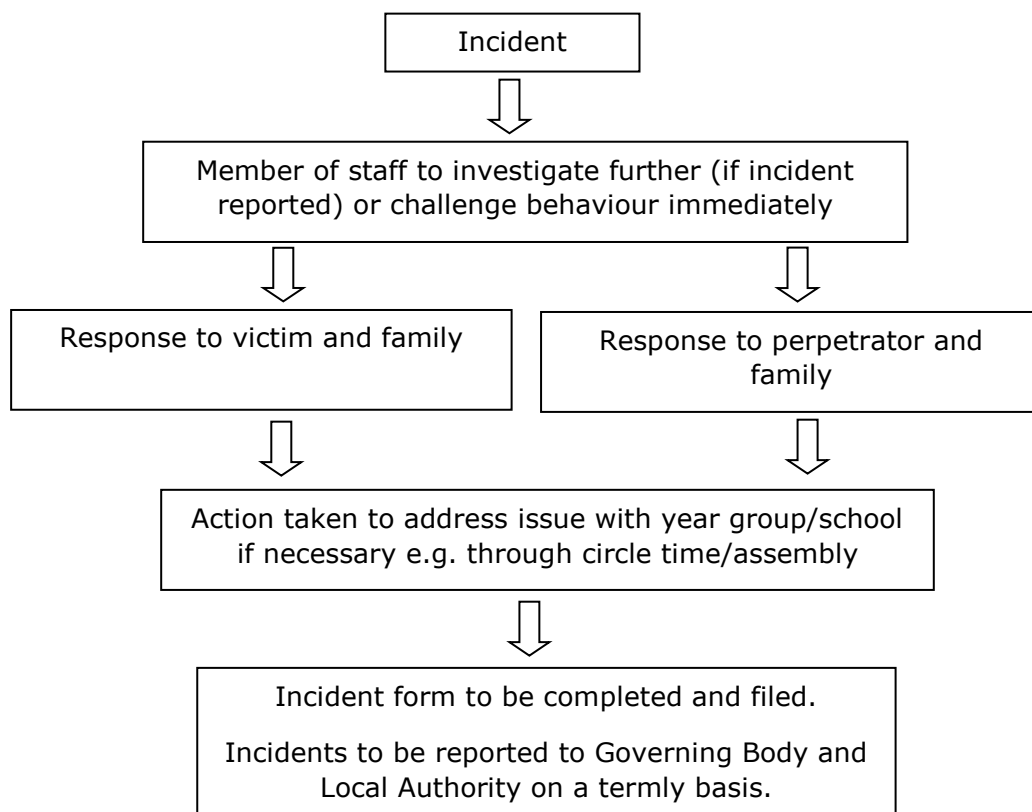 Incident
Member of staff to investigate further (if incident
reported) or challenge behaviour immediately
Response to victim and family
Response to perpetrator and
family
Action taken to address issue with year group/school
if necessary e.g. through circle time/assembly
Incident form to be completed and filed.
Incidents to be reported to Governing Body and
Local Authority on a termly basis.